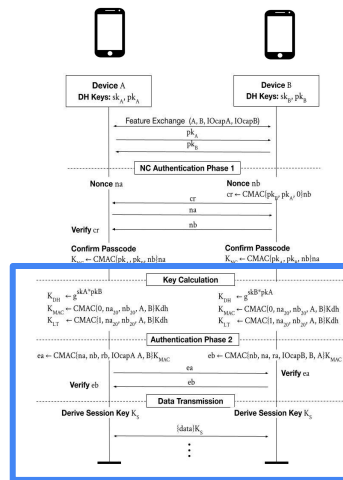 Device A
DH Keys: sk_A, pk_A
Device B
DH Keys: sk_B, pk_B
Feature Exchange (A, B, IOcapA, IOcapB)
pk_A
pk_B
NC Authentication Phase 1
Nonce na
Nonce nb
cr ← CMAC{pk_B, pk_A, 0}nb
cr
na
nb
Verify cr
Confirm Passcode
Confirm Passcode
← CMAC{pk_A, pk_B, nb}na
← CMAC{pk_A, pk_B, nb}na
Key Calculation
K_DH ← g^skA*pkB
K_DH ← g^skB*pkA
K_MAC ← CMAC{0, na_20, nb_20, A, B}Kdh
K_MAC ← CMAC{0, na_20, nb_20, A, B}Kdh
K_LT ← CMAC{1, na_20, nb_20, A, B}Kdh
K_LT ← CMAC{1, na_20, nb_20, A, B}Kdh
Authentication Phase 2
ea ← CMAC{na, nb, rb, IOcapA A, B}K_MAC
eb ← CMAC{nb, na, ra, IOcapB, B, A}K_MAC
ea
Verify ea
eb
Verify eb
Data Transmission
Derive Session Key K_S
Derive Session Key K_S
{data}K_S